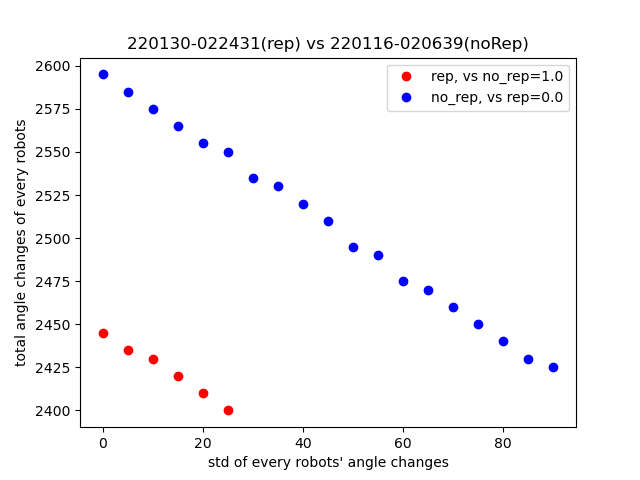 220130-022431(rep) vs 220116-020639(noRep)
rep, vs no_rep=1.0
no_rep, vs rep=0.0
total angle changes of every robots
2600
2575
2550
2525
2500
2475
2450
2425
2400
0 20 40 60 80
std of every robots' angle changes